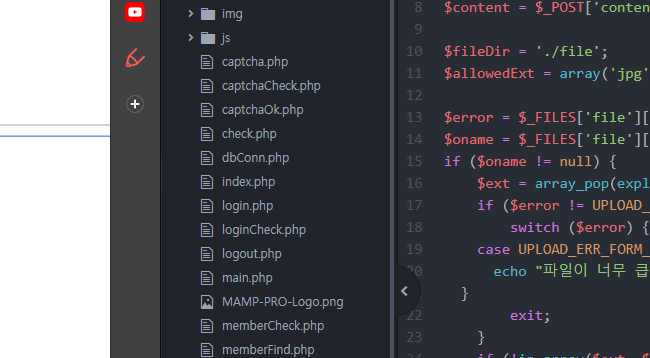 img
js
captcha.php
captchaCheck.php
captchaOk.php
check.php
dbConn.php
index.php
login.php
loginCheck.php
logout.php
main.php
MAMP-PRO-Logo.png
memberCheck.php
memberFind.php
8 $content = $_POST['conten
9
10 $fileDir = './file';
11 $allowedExt = array('jpg'
12
13 $error = $_FILES['file'][
14 $oname = $_FILES['file'][
15 if ($oname != null) {
16 $ext = array_pop(expl
17 if ($error != UPLOAD_
18 switch ($error) {
19 case UPLOAD_ERR_FORM_
20 echo "파일이 너무 큽
}
22 exit;
23 }